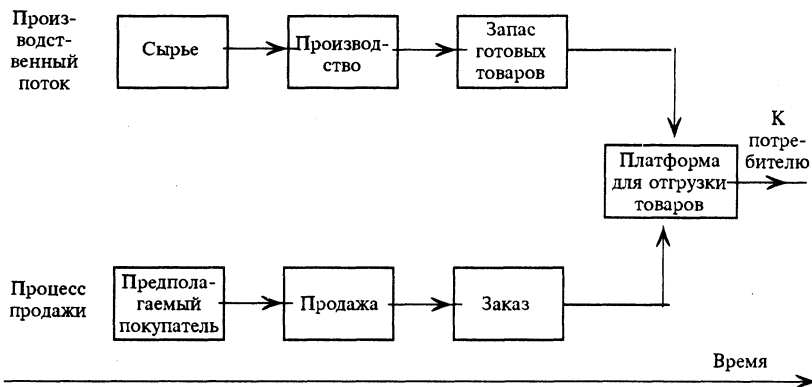 Произ-
водст-
венный
поток
Сырье
Производ-
ство
Запас
готовых
товаров
К
потре-
бителю
Платформа
для отгрузки
товаров
Процесс
продажи
Предпола-
гаемый
покупатель
Продажа
Заказ
Время